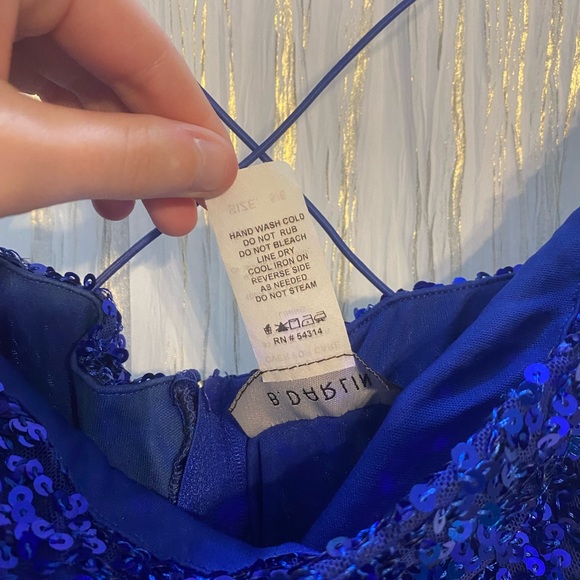 SIZE
HAND WASH COLD
DO NOT RUB
DO NOT BLEACH
LINE DRY
COOL IRON ON
REVERSE SIDE
AS NEEDED
DO NOT STEAM
RN # 54314
B.DARLIN